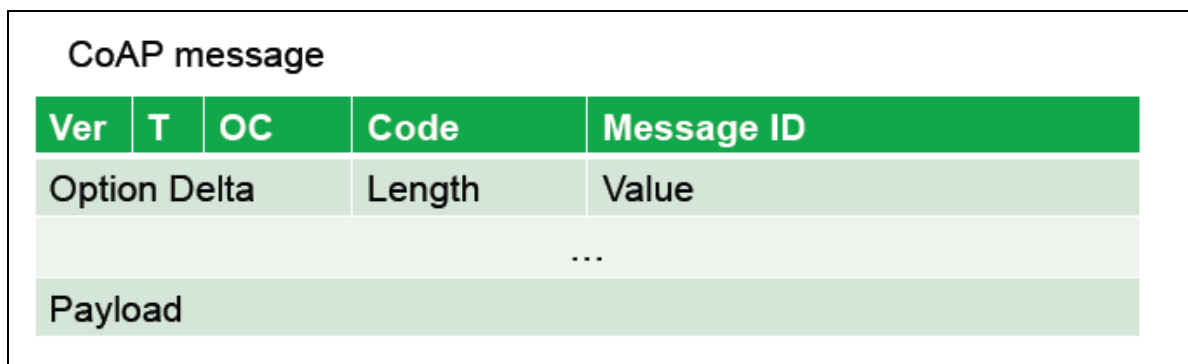 CoAP message
Ver T OC Code Message ID
Option Delta Length Value
...
Payload